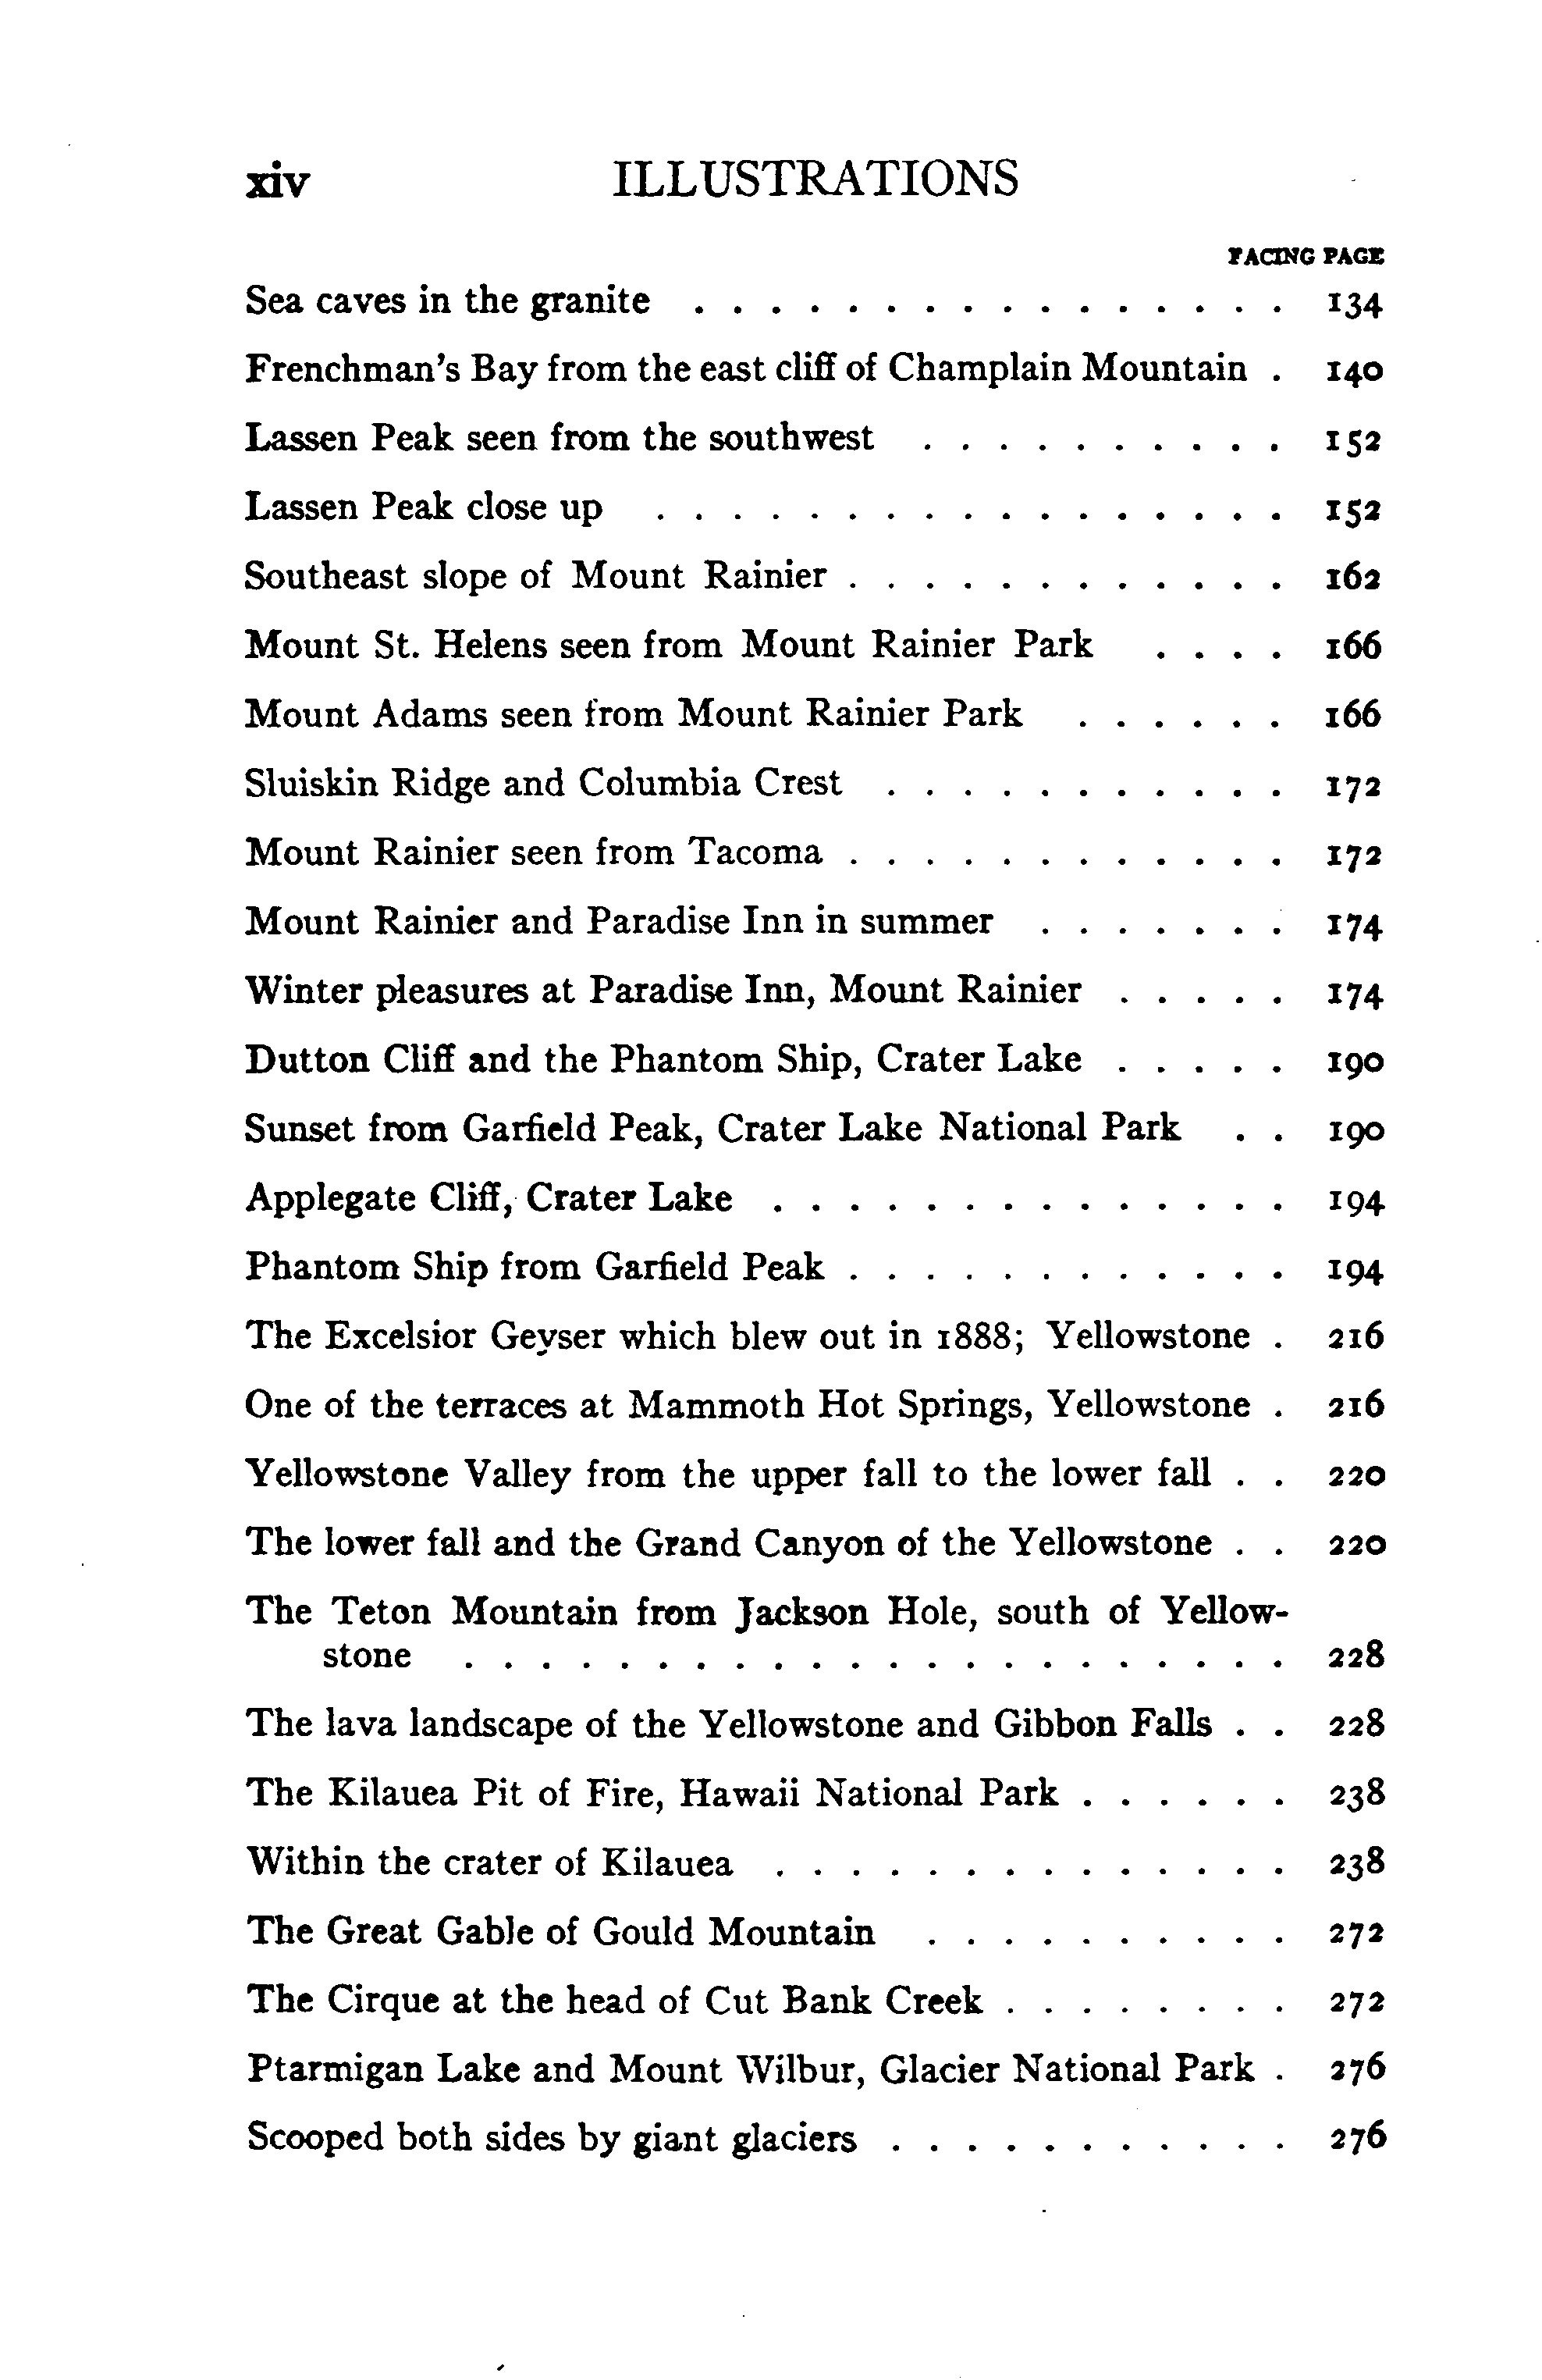 xiv ILLUSTRATIONS
FACING PAGE
Sea caves in the granite . . . . . . . . . . . . . . . . 134
Frenchman's Bay from the east cliff of Champlain Mountain . 140
Lassen Peak seen from the southwest . . . . . . . . . . 152
Lassen Peak close up . . . . . . . . . . . . . . . . . 152
Southeast slope of Mount Rainier . . . . . . . . . . . . 162
Mount St. Helens seen from Mount Rainier Park . . . . 166
Mount Adams seen from Mount Rainier Park . . . . . . 166
Sluiskin Ridge and Columbia Crest . . . . . . . . . . . 172
Mount Rainier seen from Tacoma . . . . . . . . . . . . 172
Mount Rainier and Paradise Inn in summer . . . . . . . 174
Winter pleasures at Paradise Inn, Mount Rainier . . . . . 174
Dutton Cliff and the Phantom Ship, Crater Lake . . . . . 190
Sunset from Garfield Peak, Crater Lake National Park . . 190
Applegate Cliff, Crater Lake . . . . . . . . . . . . . . 194
Phantom Ship from Garfield Peak . . . . . . . . . . . . 194
The Excelsior Geyser which blew out in 1888; Yellowstone . 216
One of the terraces at Mammoth Hot Springs, Yellowstone . 216
Yellowstone Valley from the upper fall to the lower fall . . 220
The lower fall and the Grand Canyon of the Yellowstone . . 220
The Teton Mountain from Jackson Hole, south of Yellow-
stone . . . . . . . . . . . . . . . . . . . . . . 228
The lava landscape of the Yellowstone and Gibbon Falls . . 228
The Kilauea Pit of Fire, Hawaii National Park . . . . . . 238
Within the crater of Kilauea . . . . . . . . . . . . . . 238
The Great Gable of Gould Mountain . . . . . . . . . . 272
The Cirque at the head of Cut Bank Creek . . . . . . . . 272
Ptarmigan Lake and Mount Wilbur, Glacier National Park . 276
Scooped both sides by giant glaciers . . . . . . . . . . . 276